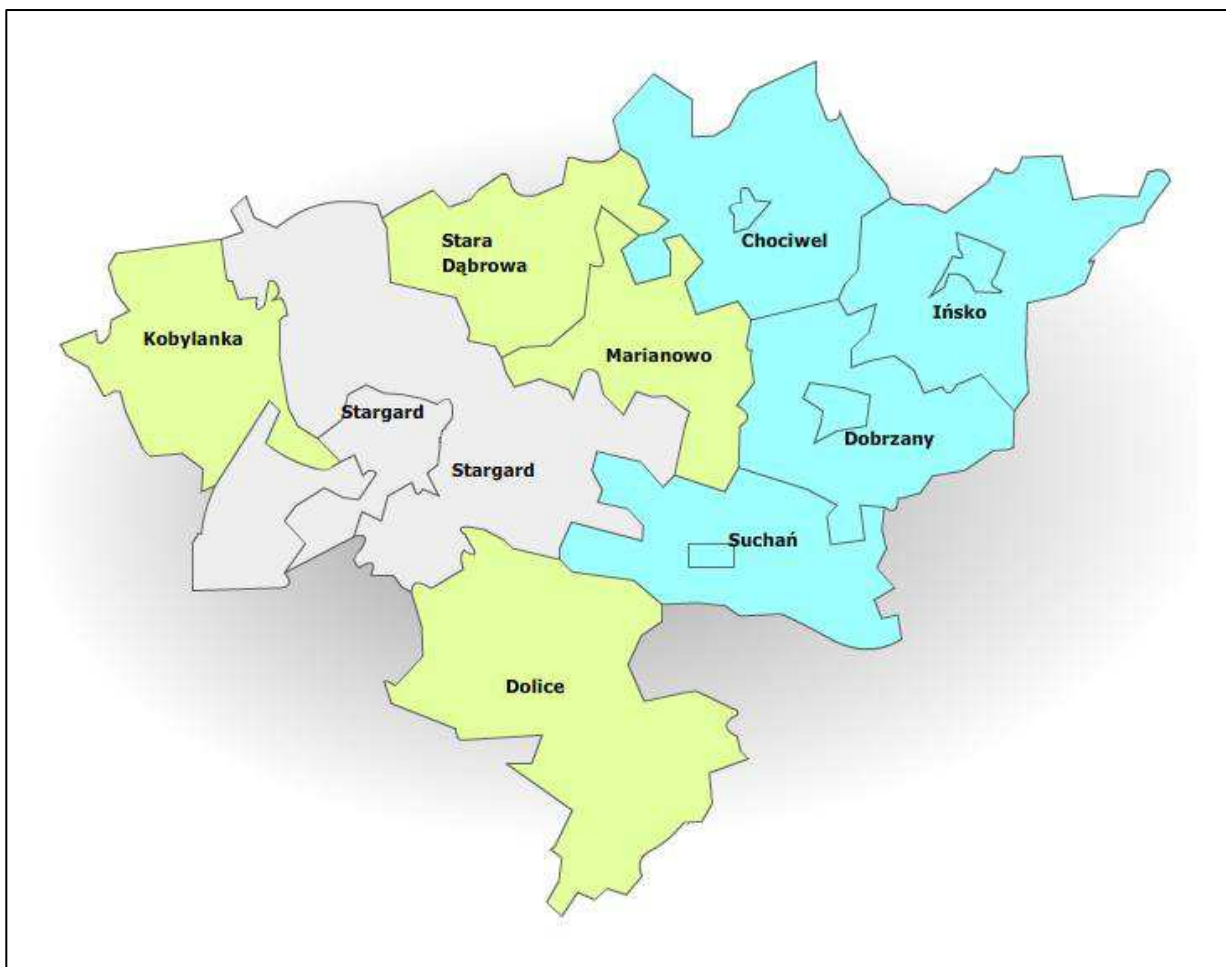 Chociwel
Stara
Dąbrowa
Ińsko
Kobylanka
Marianowo
Stargard
Dobrzany
Stargard
Suchań
Dolice